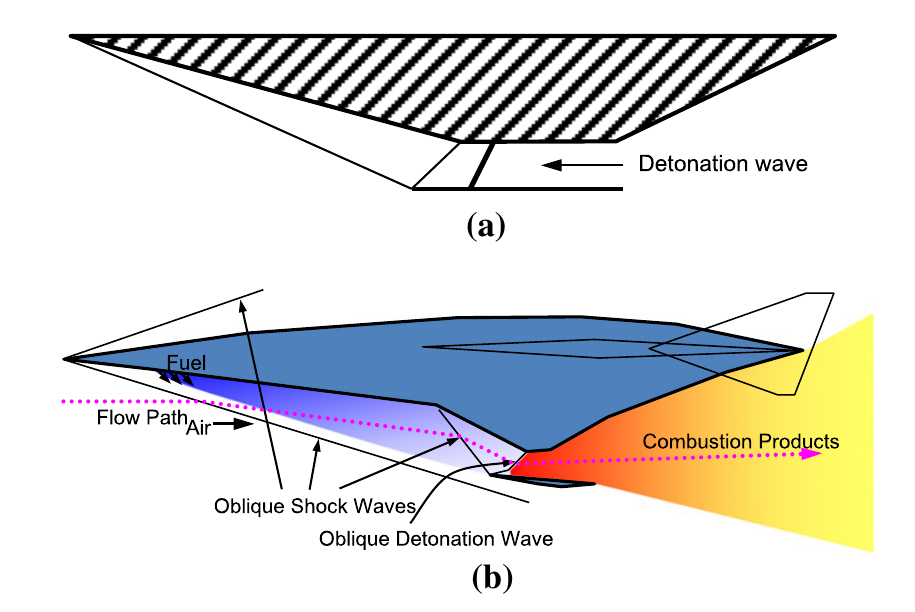 Detonation wave
(a)
Fuel
Flow Path
Air
Combustion Products
Oblique Shock Waves
Oblique Detonation Wave
(b)